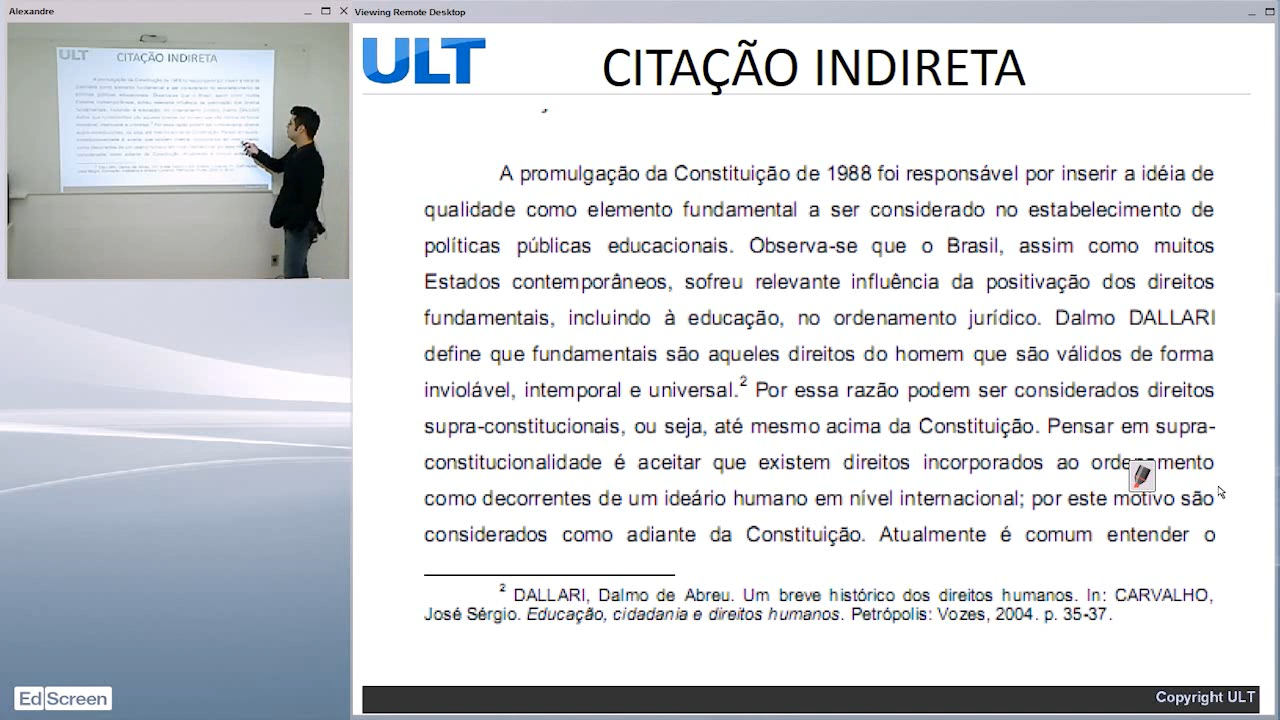 Alexandre
Viewing Remote Desktop
ULT
CITAÇÃO INDIRETA
ULT
CITAÇÃO INDIRETA
A promulgação da Constituição de 1988 foi responsável por inserir a idéia de
qualidade como elemento fundamental a ser considerado no estabelecimento de
políticas públicas educacionais. Observa-se que o Brasil, assim como muitos
Estados contemporâneos, sofreu relevante influência da positivação dos direitos
fundamentais, incluindo à educação, no ordenamento jurídico. Dalmo DALLARI
define que fundamentais são aqueles direitos do homem que são válidos de forma
inviolável, intemporal e universal.2 Por essa razão podem ser considerados direitos
supra-constitucionais, ou seja, até mesmo acima da Constituição. Pensar em supra-
constitucionalidade é aceitar que existem direitos incorporados ao ordenamento
como decorrentes de um ideário humano em nível internacional; por este motivo são
considerados como adiante da Constituição. Atualmente é comum entender o
2 DALLARI, Dalmo de Abreu. Um breve histórico dos direitos humanos. In: CARVALHO,
José Sérgio. Educação, cidadania e direitos humanos. Petrópolis: Vozes, 2004. p. 35-37.
Ed Screen
Copyright ULT